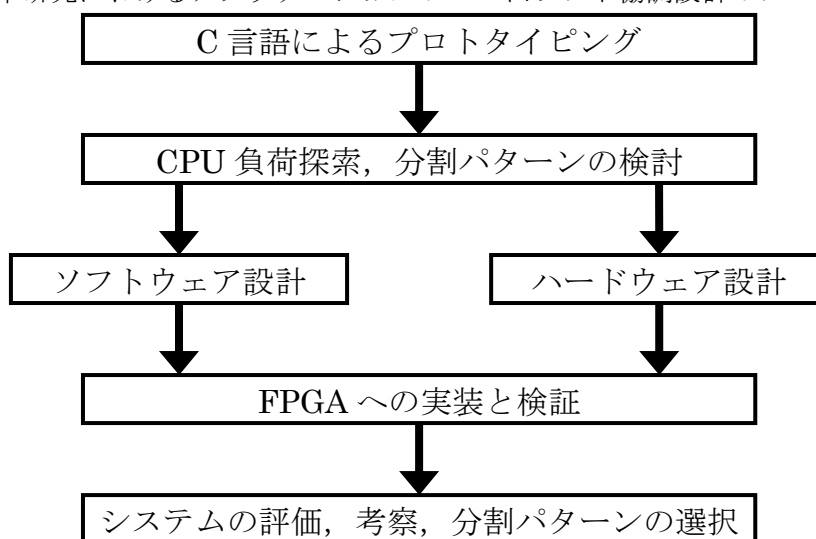 C 言語によるプロトタイピング
CPU 負荷探索，分割パターンの検討
ソフトウェア設計
ハードウェア設計
FPGA への実装と検証
システムの評価，考察，分割パターンの選択